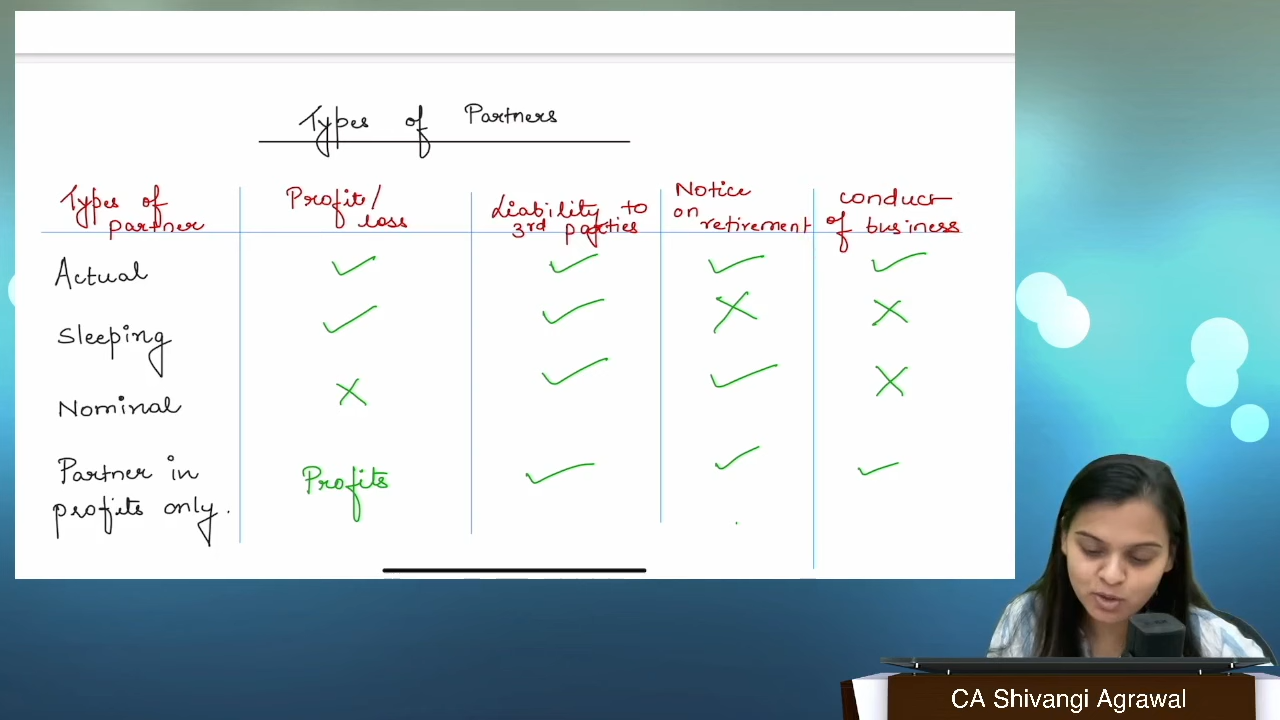 Types of Partners
Types of partner | Profit/loss | Liability to 3rd parties | Notice on retirement | conduct of business
Actual | ✓ | ✓ | ✓ | ✓
Sleeping | ✓ | ✓ | ✗ | ✗
Nominal | ✗ | ✓ | ✓ | ✗
Partner in profits only. | Profits | ✓ | ✓ | ✓
CA Shivangi Agrawal